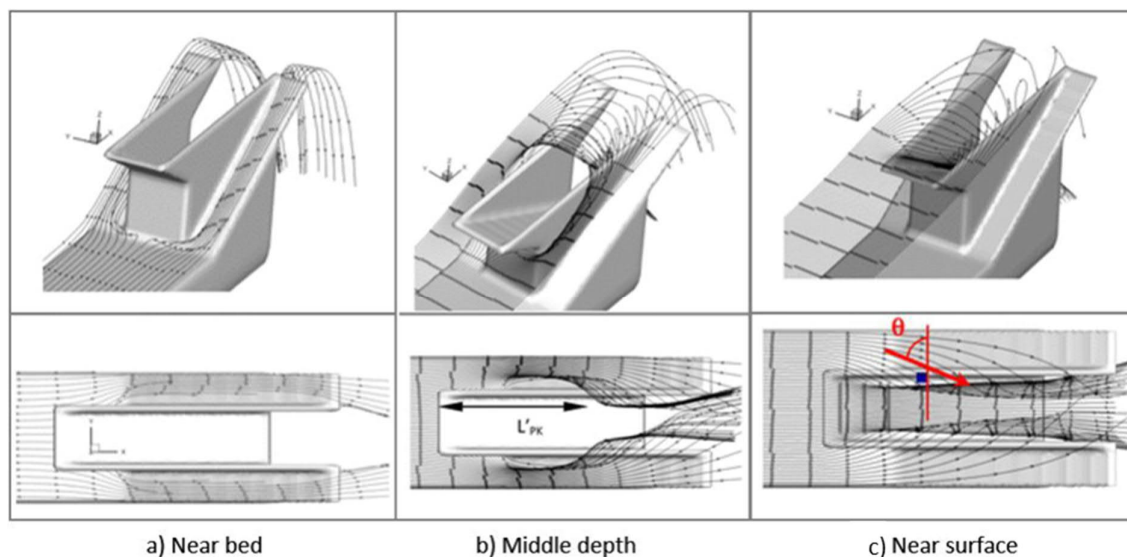 Z
Y
X
Z
Y
X
Z
Y
X
Y
X
L'PK
θ
a) Near bed
b) Middle depth
c) Near surface